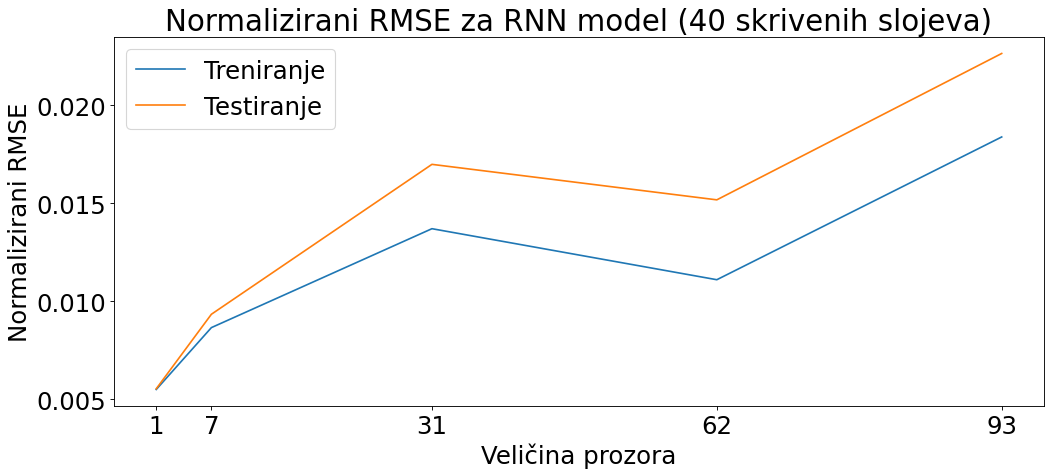 Normalizirani RMSE za RNN model (40 skrivenih slojeva)
Treniranje
Testiranje
Normalizirani RMSE
0.020
0.015
0.010
0.005
1 7 31 62 93
Veličina prozora